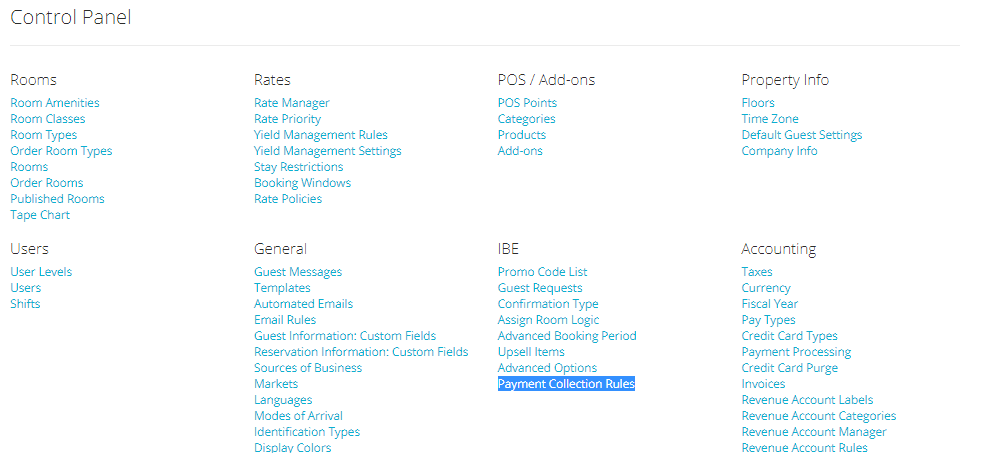 Control Panel
Rooms
Room Amenities
Room Classes
Room Types
Order Room Types
Rooms
Order Rooms
Published Rooms
Tape Chart
Rates
Rate Manager
Rate Priority
Yield Management Rules
Yield Management Settings
Stay Restrictions
Booking Windows
Rate Policies
POS / Add-ons
POS Points
Categories
Products
Add-ons
Property Info
Floors
Time Zone
Default Guest Settings
Company Info
Users
User Levels
Users
Shifts
General
Guest Messages
Templates
Automated Emails
Email Rules
Guest Information: Custom Fields
Reservation Information: Custom Fields
Sources of Business
Markets
Languages
Modes of Arrival
Identification Types
Display Colors
IBE
Promo Code List
Guest Requests
Confirmation Type
Assign Room Logic
Advanced Booking Period
Upsell Items
Advanced Options
Payment Collection Rules
Accounting
Taxes
Currency
Fiscal Year
Pay Types
Credit Card Types
Payment Processing
Credit Card Purge
Invoices
Revenue Account Labels
Revenue Account Categories
Revenue Account Manager
Revenue Account Rules